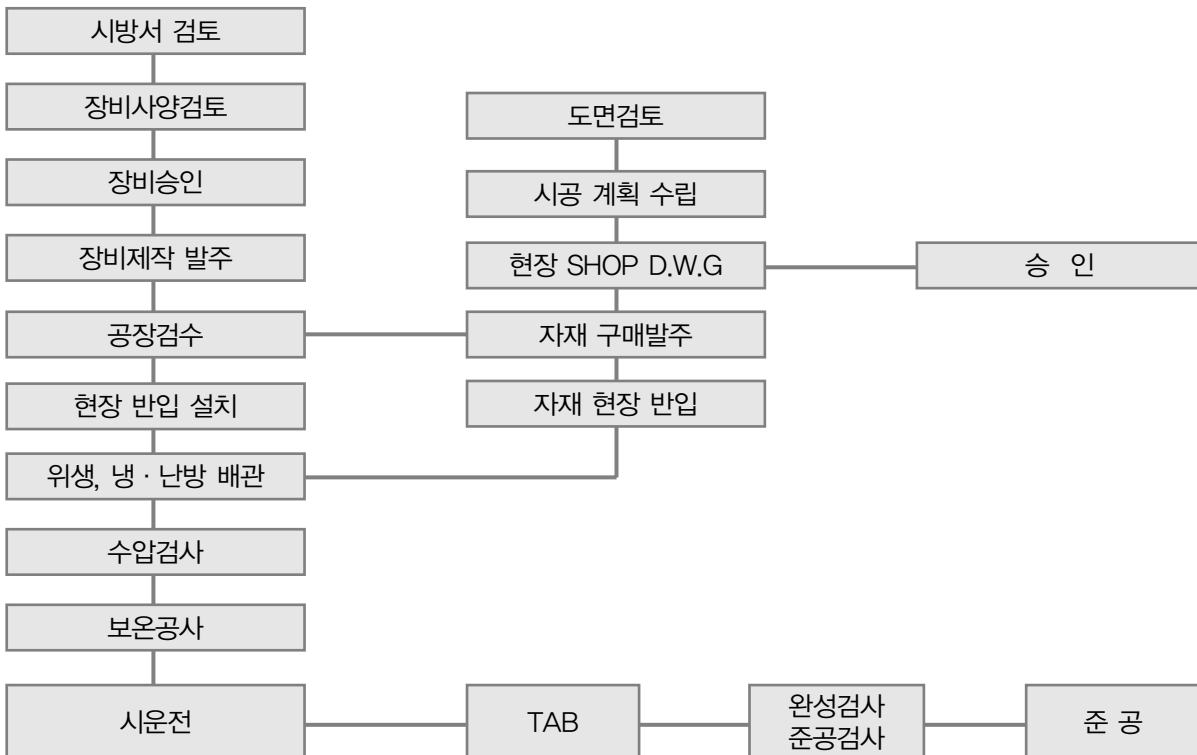 시방서 검토
장비사양검토
도면검토
장비승인
시공 계획 수립
장비제작 발주
현장 SHOP D.W.G
승 인
공장검수
자재 구매발주
현장 반입 설치
자재 현장 반입
위생, 냉 · 난방 배관
수압검사
보온공사
시운전
TAB
완성검사
준공검사
준 공